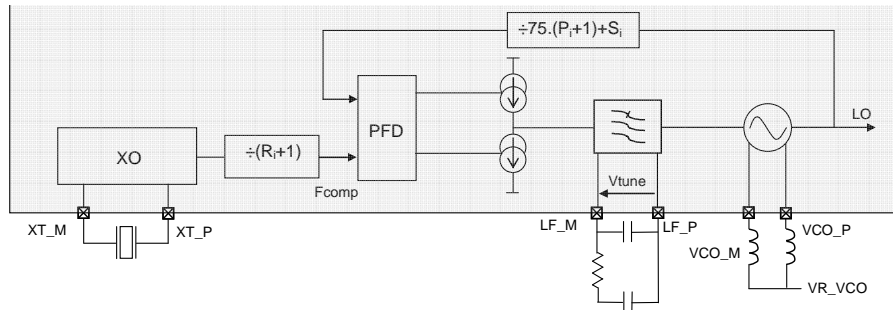 ÷75.(Pᵢ+1)+Sᵢ
LO
PFD
XO
÷(Rᵢ+1)
Fcomp
Vtune
XT_M
XT_P
LF_M
LF_P
VCO_M
VCO_P
VR_VCO